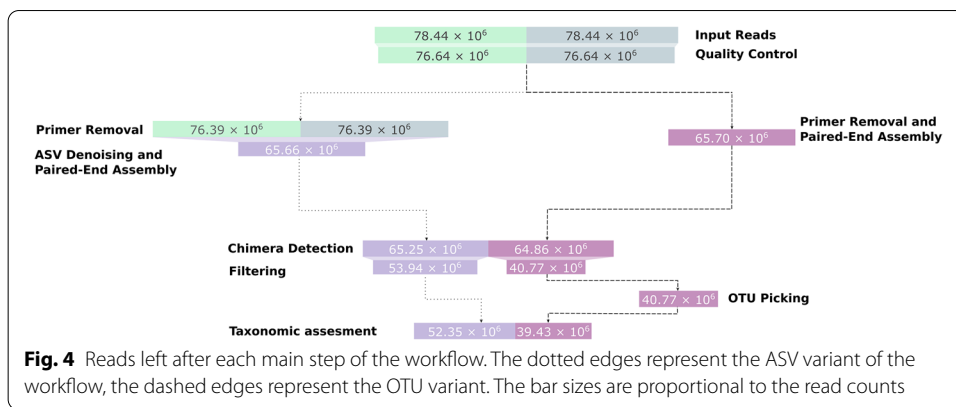 78.44 × 10⁶ 78.44 × 10⁶ Input Reads
76.64 × 10⁶ 76.64 × 10⁶ Quality Control
Primer Removal 76.39 × 10⁶ 76.39 × 10⁶
ASV Denoising and
Paired-End Assembly
65.66 × 10⁶
65.70 × 10⁶
Primer Removal and
Paired-End Assembly
Chimera Detection 65.25 × 10⁶ 64.86 × 10⁶
Filtering 53.94 × 10⁶ 40.77 × 10⁶
40.77 × 10⁶ OTU Picking
Taxonomic assesment 52.35 × 10⁶ 39.43 × 10⁶
Fig. 4 Reads left after each main step of the workflow. The dotted edges represent the ASV variant of the
workflow, the dashed edges represent the OTU variant. The bar sizes are proportional to the read counts